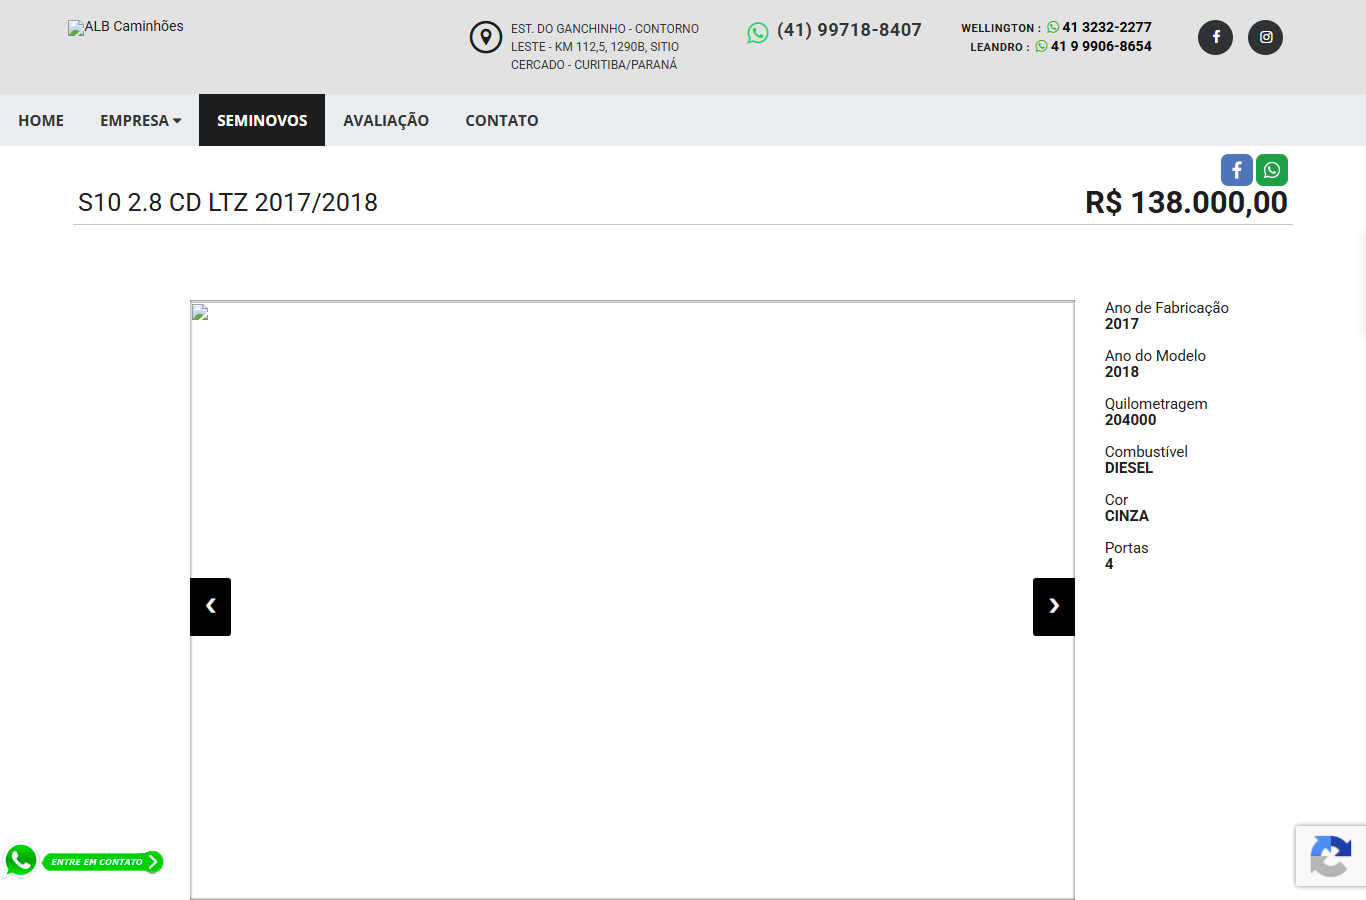 ALB Caminhões
EST. DO GANCHINHO - CONTORNO
LESTE - KM 112,5, 1290B, SITIO
CERCADO - CURITIBA/PARANÁ
(41) 99718-8407
WELLINGTON : 41 3232-2277
LEANDRO : 41 9 9906-8654
HOME
EMPRESA
SEMINOVOS
AVALIAÇÃO
CONTATO
S10 2.8 CD LTZ 2017/2018
R$ 138.000,00
Ano de Fabricação
2017
Ano do Modelo
2018
Quilometragem
204000
Combustível
DIESEL
Cor
CINZA
Portas
4
ENTRE EM CONTATO